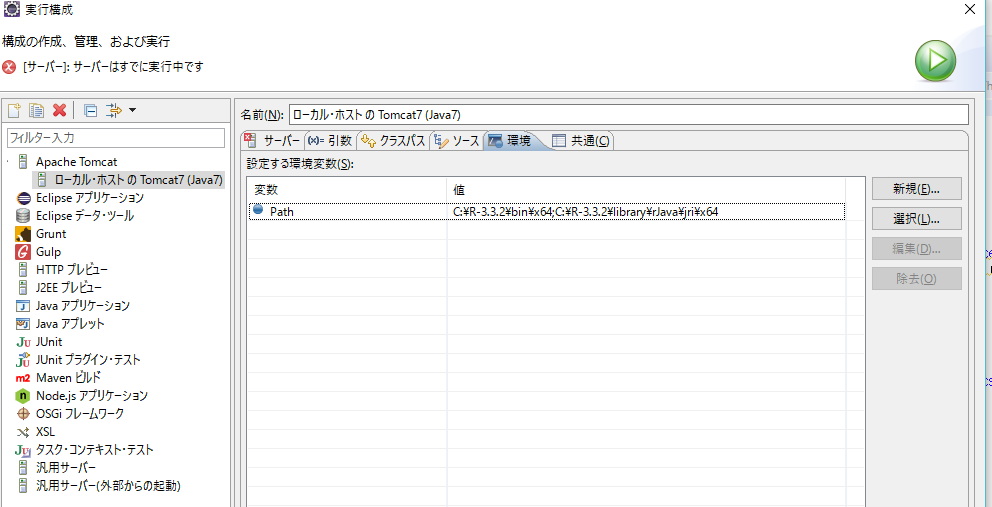 実行構成
構成の作成、管理、および実行
[サーバー]: サーバーはすでに実行中です
フィルター入力
Apache Tomcat
ローカル・ホスト の Tomcat7 (Java7)
Eclipse アプリケーション
Eclipse データ・ツール
Grunt
Gulp
HTTP プレビュー
J2EE プレビュー
Java アプリケーション
Java アプレット
JUnit
JUnit プラグイン・テスト
Maven ビルド
Node.js アプリケーション
OSGi フレームワーク
XSL
タスク・コンテキスト・テスト
汎用サーバー
汎用サーバー(外部からの起動)
名前(N): ローカル・ホスト の Tomcat7 (Java7)
サーバー (x)= 引数 クラスパス ソース 環境 共通(C)
設定する環境変数(S):
変数 値
Path C:¥R-3.3.2¥bin¥x64;C:¥R-3.3.2¥library¥rJava¥jri¥x64
新規(E)...
選択(L)...
編集(D)...
除去(O)